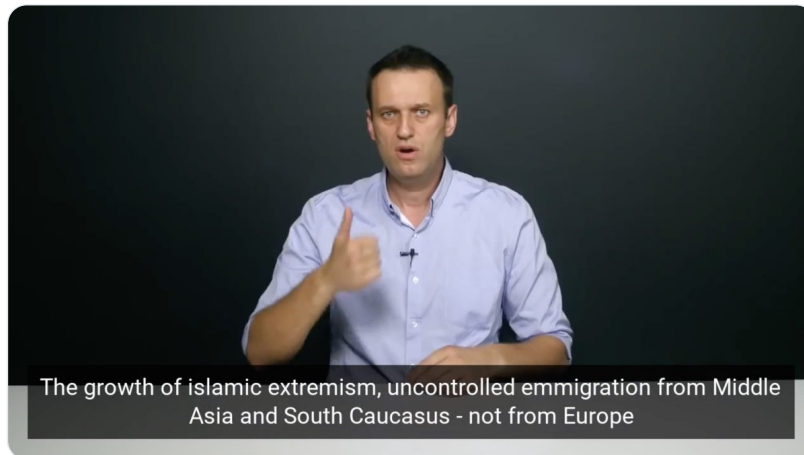 The growth of islamic extremism, uncontrolled emmigration from Middle
Asia and South Caucasus - not from Europe